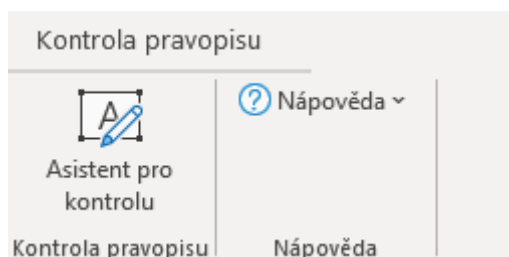 Kontrola pravopisu
Nápověda
Asistent pro
kontrolu
Kontrola pravopisu
Nápověda